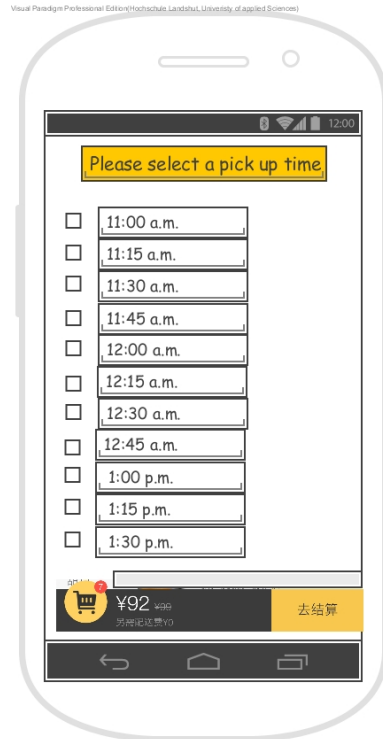 Visual Paradigm Professional Edition(Hochschule Landshut, Univeristy of applied Sciences)
12:00
Please select a pick up time
11:00 a.m.
11:15 a.m.
11:30 a.m.
11:45 a.m.
12:00 a.m.
12:15 a.m.
12:30 a.m.
12:45 a.m.
1:00 p.m.
1:15 p.m.
1:30 p.m.
7
¥92 ¥99
去结算
另需配送费¥0